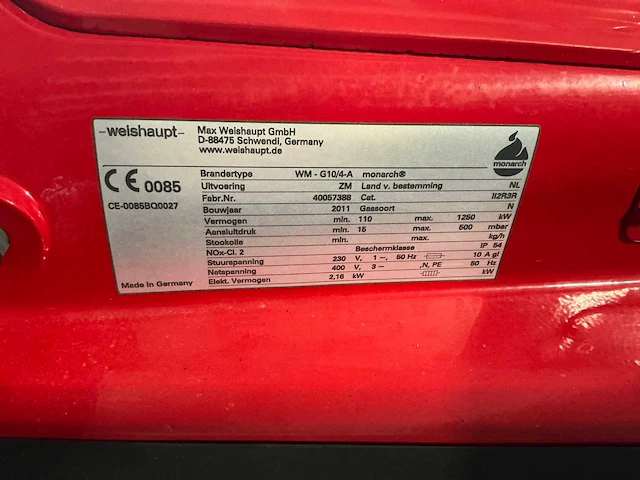 -weishaupt-
Max Weishaupt GmbH
D-88475 Schwendi, Germany
www.weishaupt.de
monarch
CE 0085
CE-0085BQ0027
Brandertype WM - G10/4-A monarch®
Uitvoering ZM Land v. bestemming NL
Fabr.Nr. 40057388 Cat. II2R3R
Bouwjaar 2011 Gassoort N
Vermogen min. 110 max. 1250 kW
Aansluitdruk min. 15 max. 500 mbar
Stookolie min. max. kg/h
NOx-Cl. 2 Beschermklasse IP 54
Stuurspanning 230 V, 1~, 50 Hz 10 A gl
Netspanning 400 V, 3~ ,N, PE 50 Hz
Elekt. Vermogen 2,16 kW kW
Made in Germany